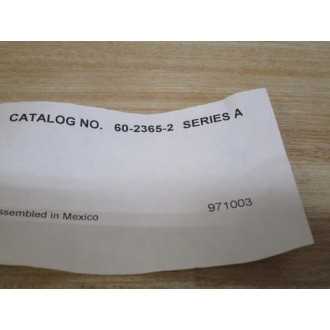 CATALOG NO. 60-2365-2 SERIES A
ssembled in Mexico
971003